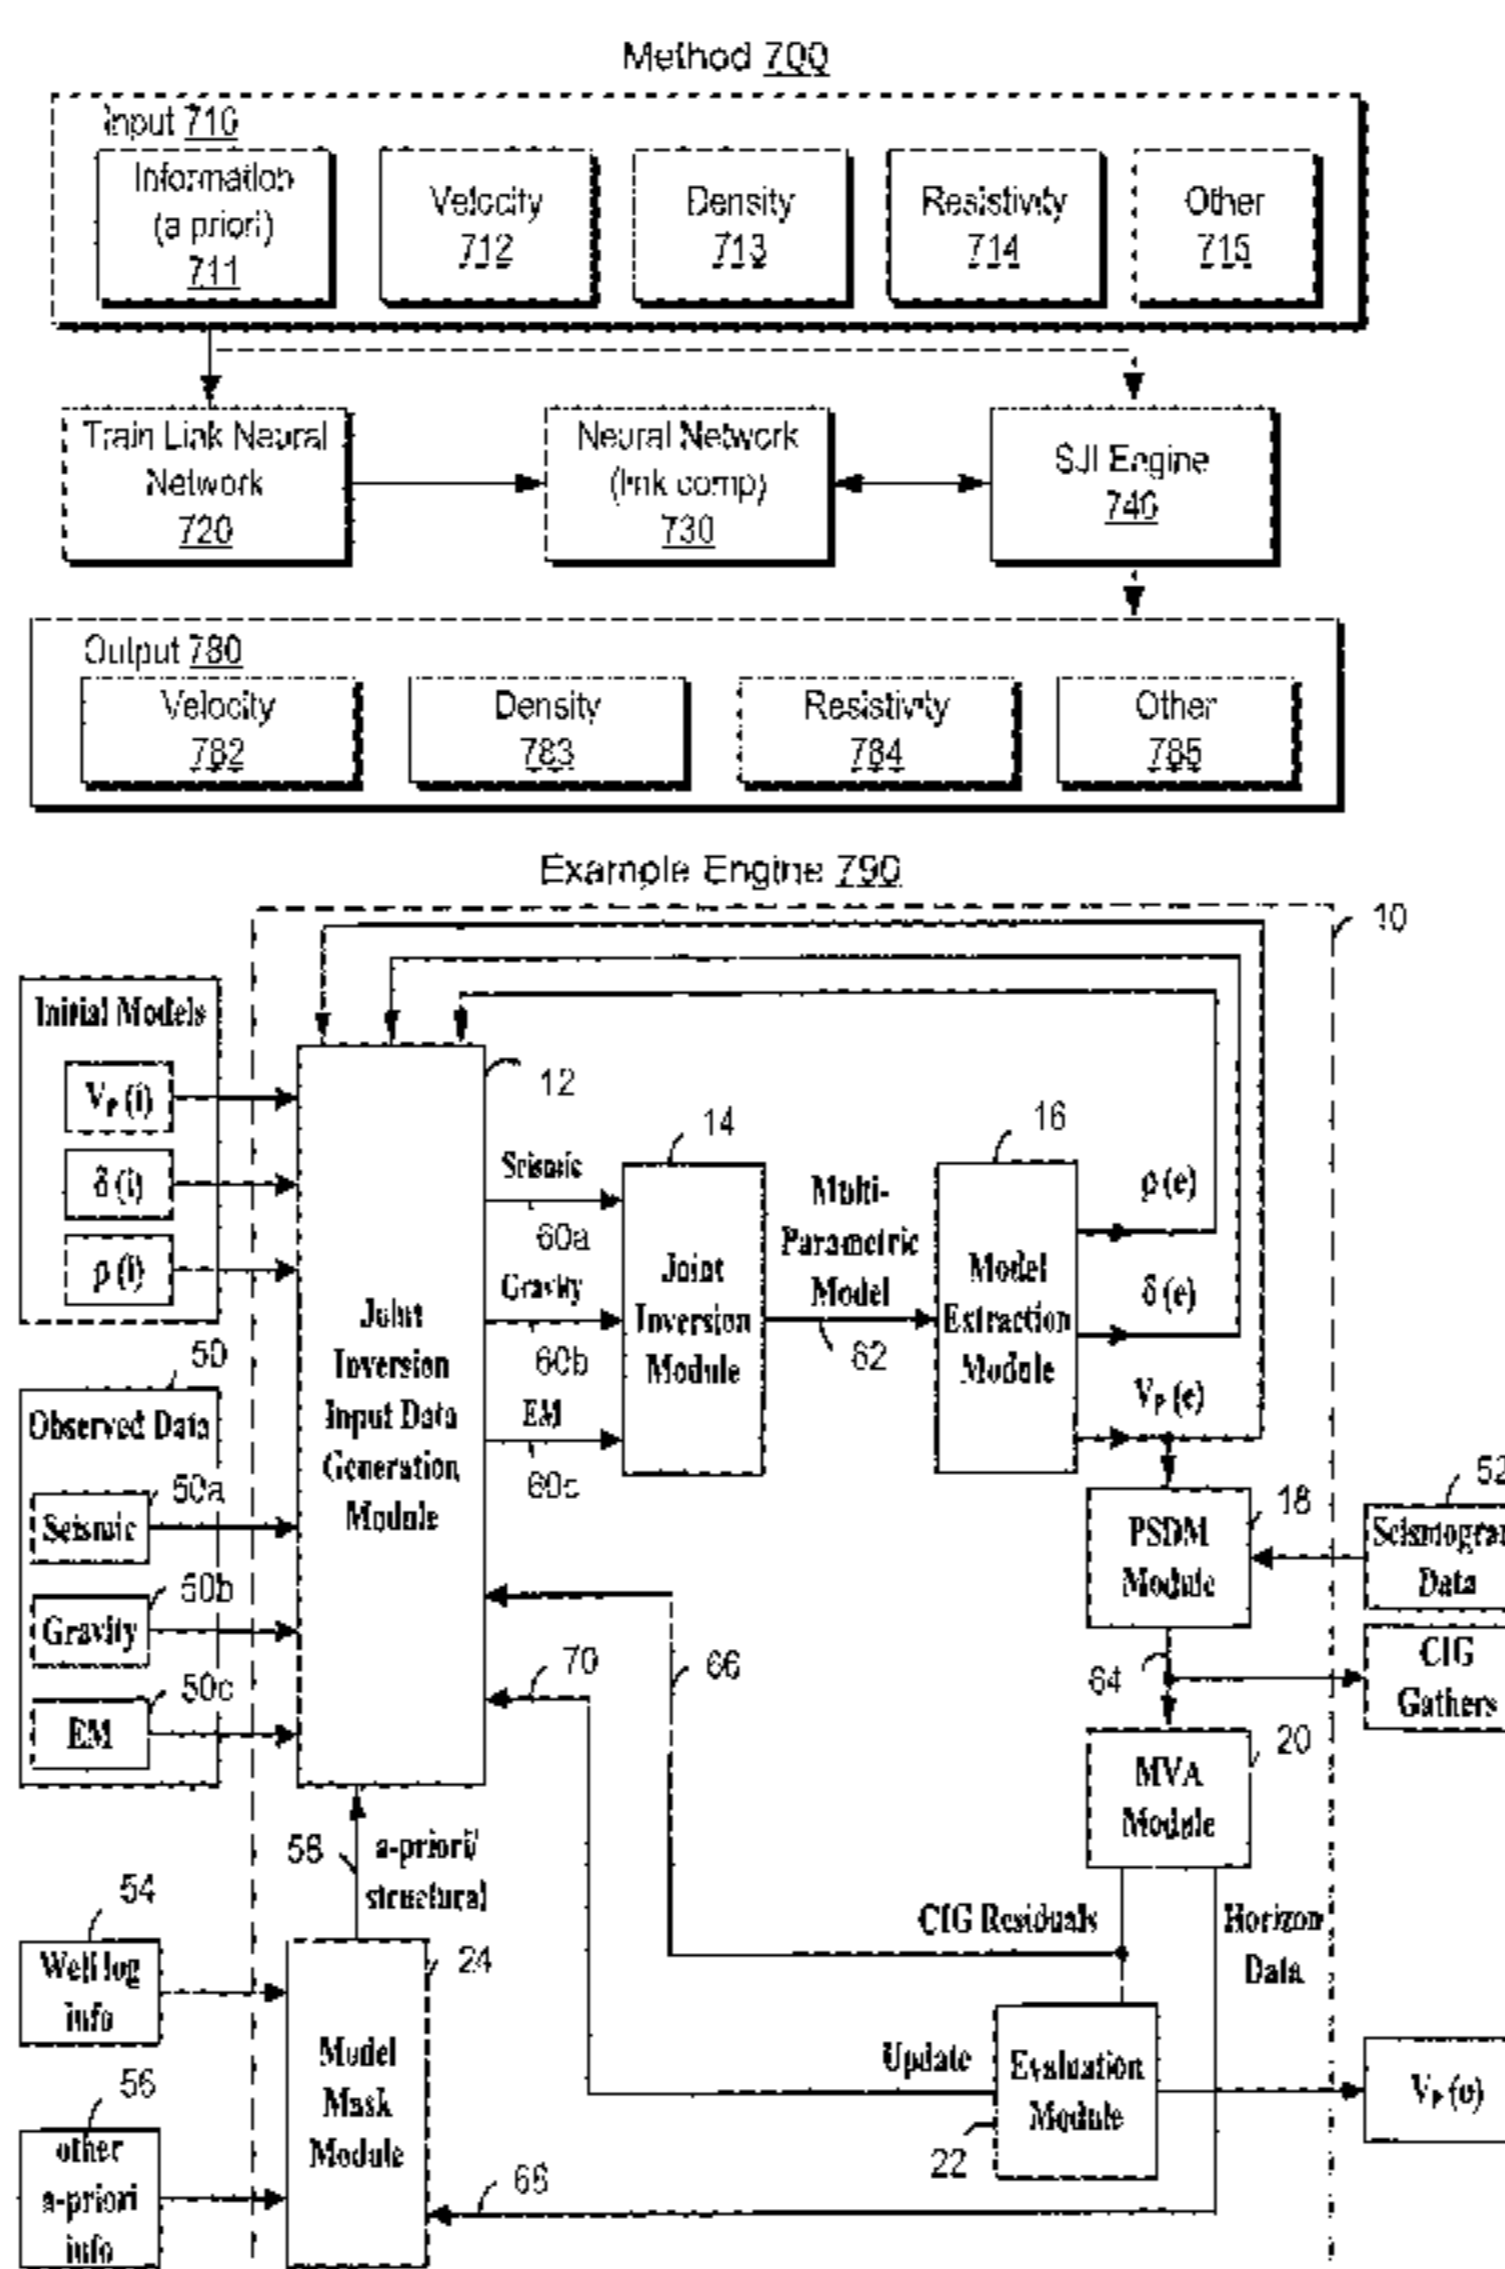 Method 700
Input 710
Information
(a priori)
711
Velocity
712
Density
713
Resistivity
714
Other
715
Train Link Neural
Network
720
Neural Network
(link comp)
730
SJI Engine
740
Output 780
Velocity
782
Density
783
Resistivity
784
Other
785
Example Engine 790
10
Initial Models
Vₚ (i)
δ (i)
ρ (i)
12
14
16
Seismic
60a
Gravity
60b
EM
60c
Joint
Inversion
Input Data
Generation
Module
Joint
Inversion
Module
Multi-
Parametric
Model
62
Model
Extraction
Module
ρ (e)
δ (e)
Vₚ (e)
50
Observed Data
50a
Seismic
50b
Gravity
50c
EM
18
PSDM
Module
52
Seismogram
Data
64
CIG
Gathers
66
70
20
MVA
Module
58
a-priori/
structural
CIG Residuals
Horizon
Data
54
Well log
info
24
Model
Mask
Module
56
other
a-priori
info
Update
Evaluation
Module
22
Vₚ (o)
68